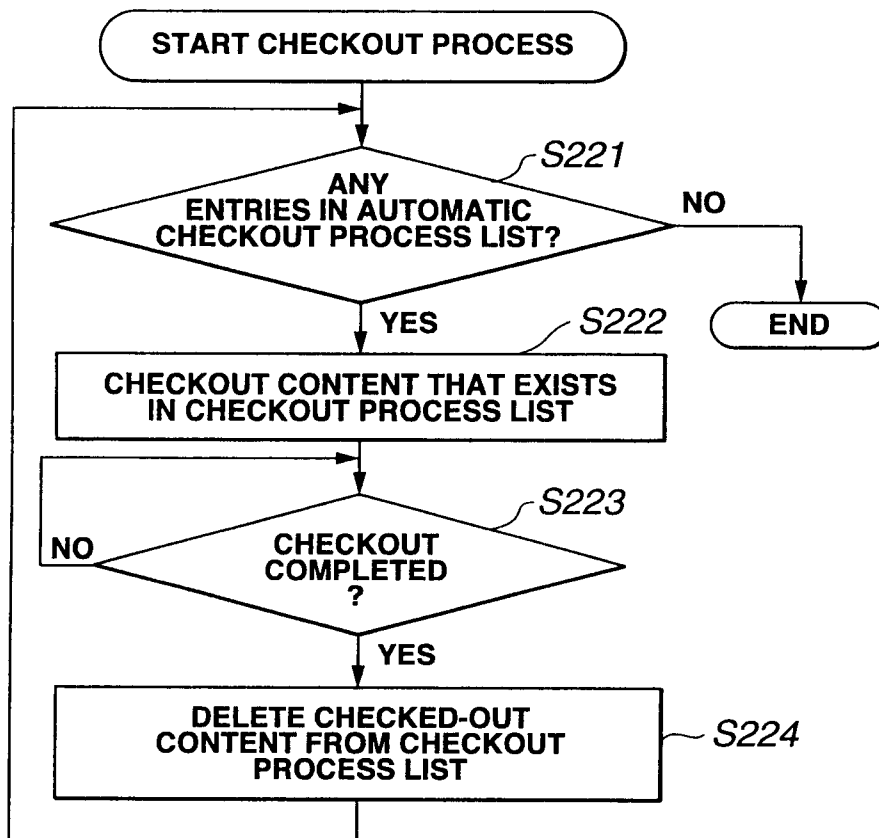 START CHECKOUT PROCESS
S221
ANY
ENTRIES IN AUTOMATIC
CHECKOUT PROCESS LIST?
NO
YES
END
S222
CHECKOUT CONTENT THAT EXISTS
IN CHECKOUT PROCESS LIST
S223
NO
CHECKOUT
COMPLETED
?
YES
DELETE CHECKED-OUT
CONTENT FROM CHECKOUT
PROCESS LIST
S224